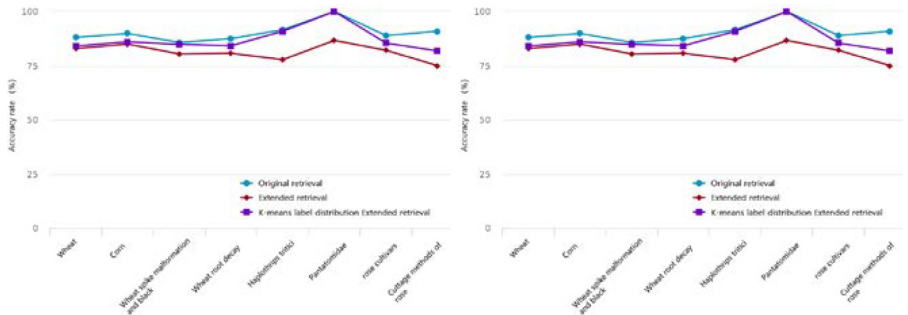 100
75
50
25
0
Accuracy rate (%)
Original retrieval
Extended retrieval
K-means label distribution Extended retrieval
Wheat
Corn
Wheat spike malformation
and black
Wheat root decay
Haplothrips tritici
Pantatomidae
rose cultivars
Cuttage methods of
rose
100
75
50
25
0
Accuracy rate (%)
Original retrieval
Extended retrieval
K-means label distribution Extended retrieval
Wheat
Corn
Wheat spike malformation
and black
Wheat root decay
Haplothrips tritici
Pantatomidae
rose cultivars
Cuttage methods of
rose